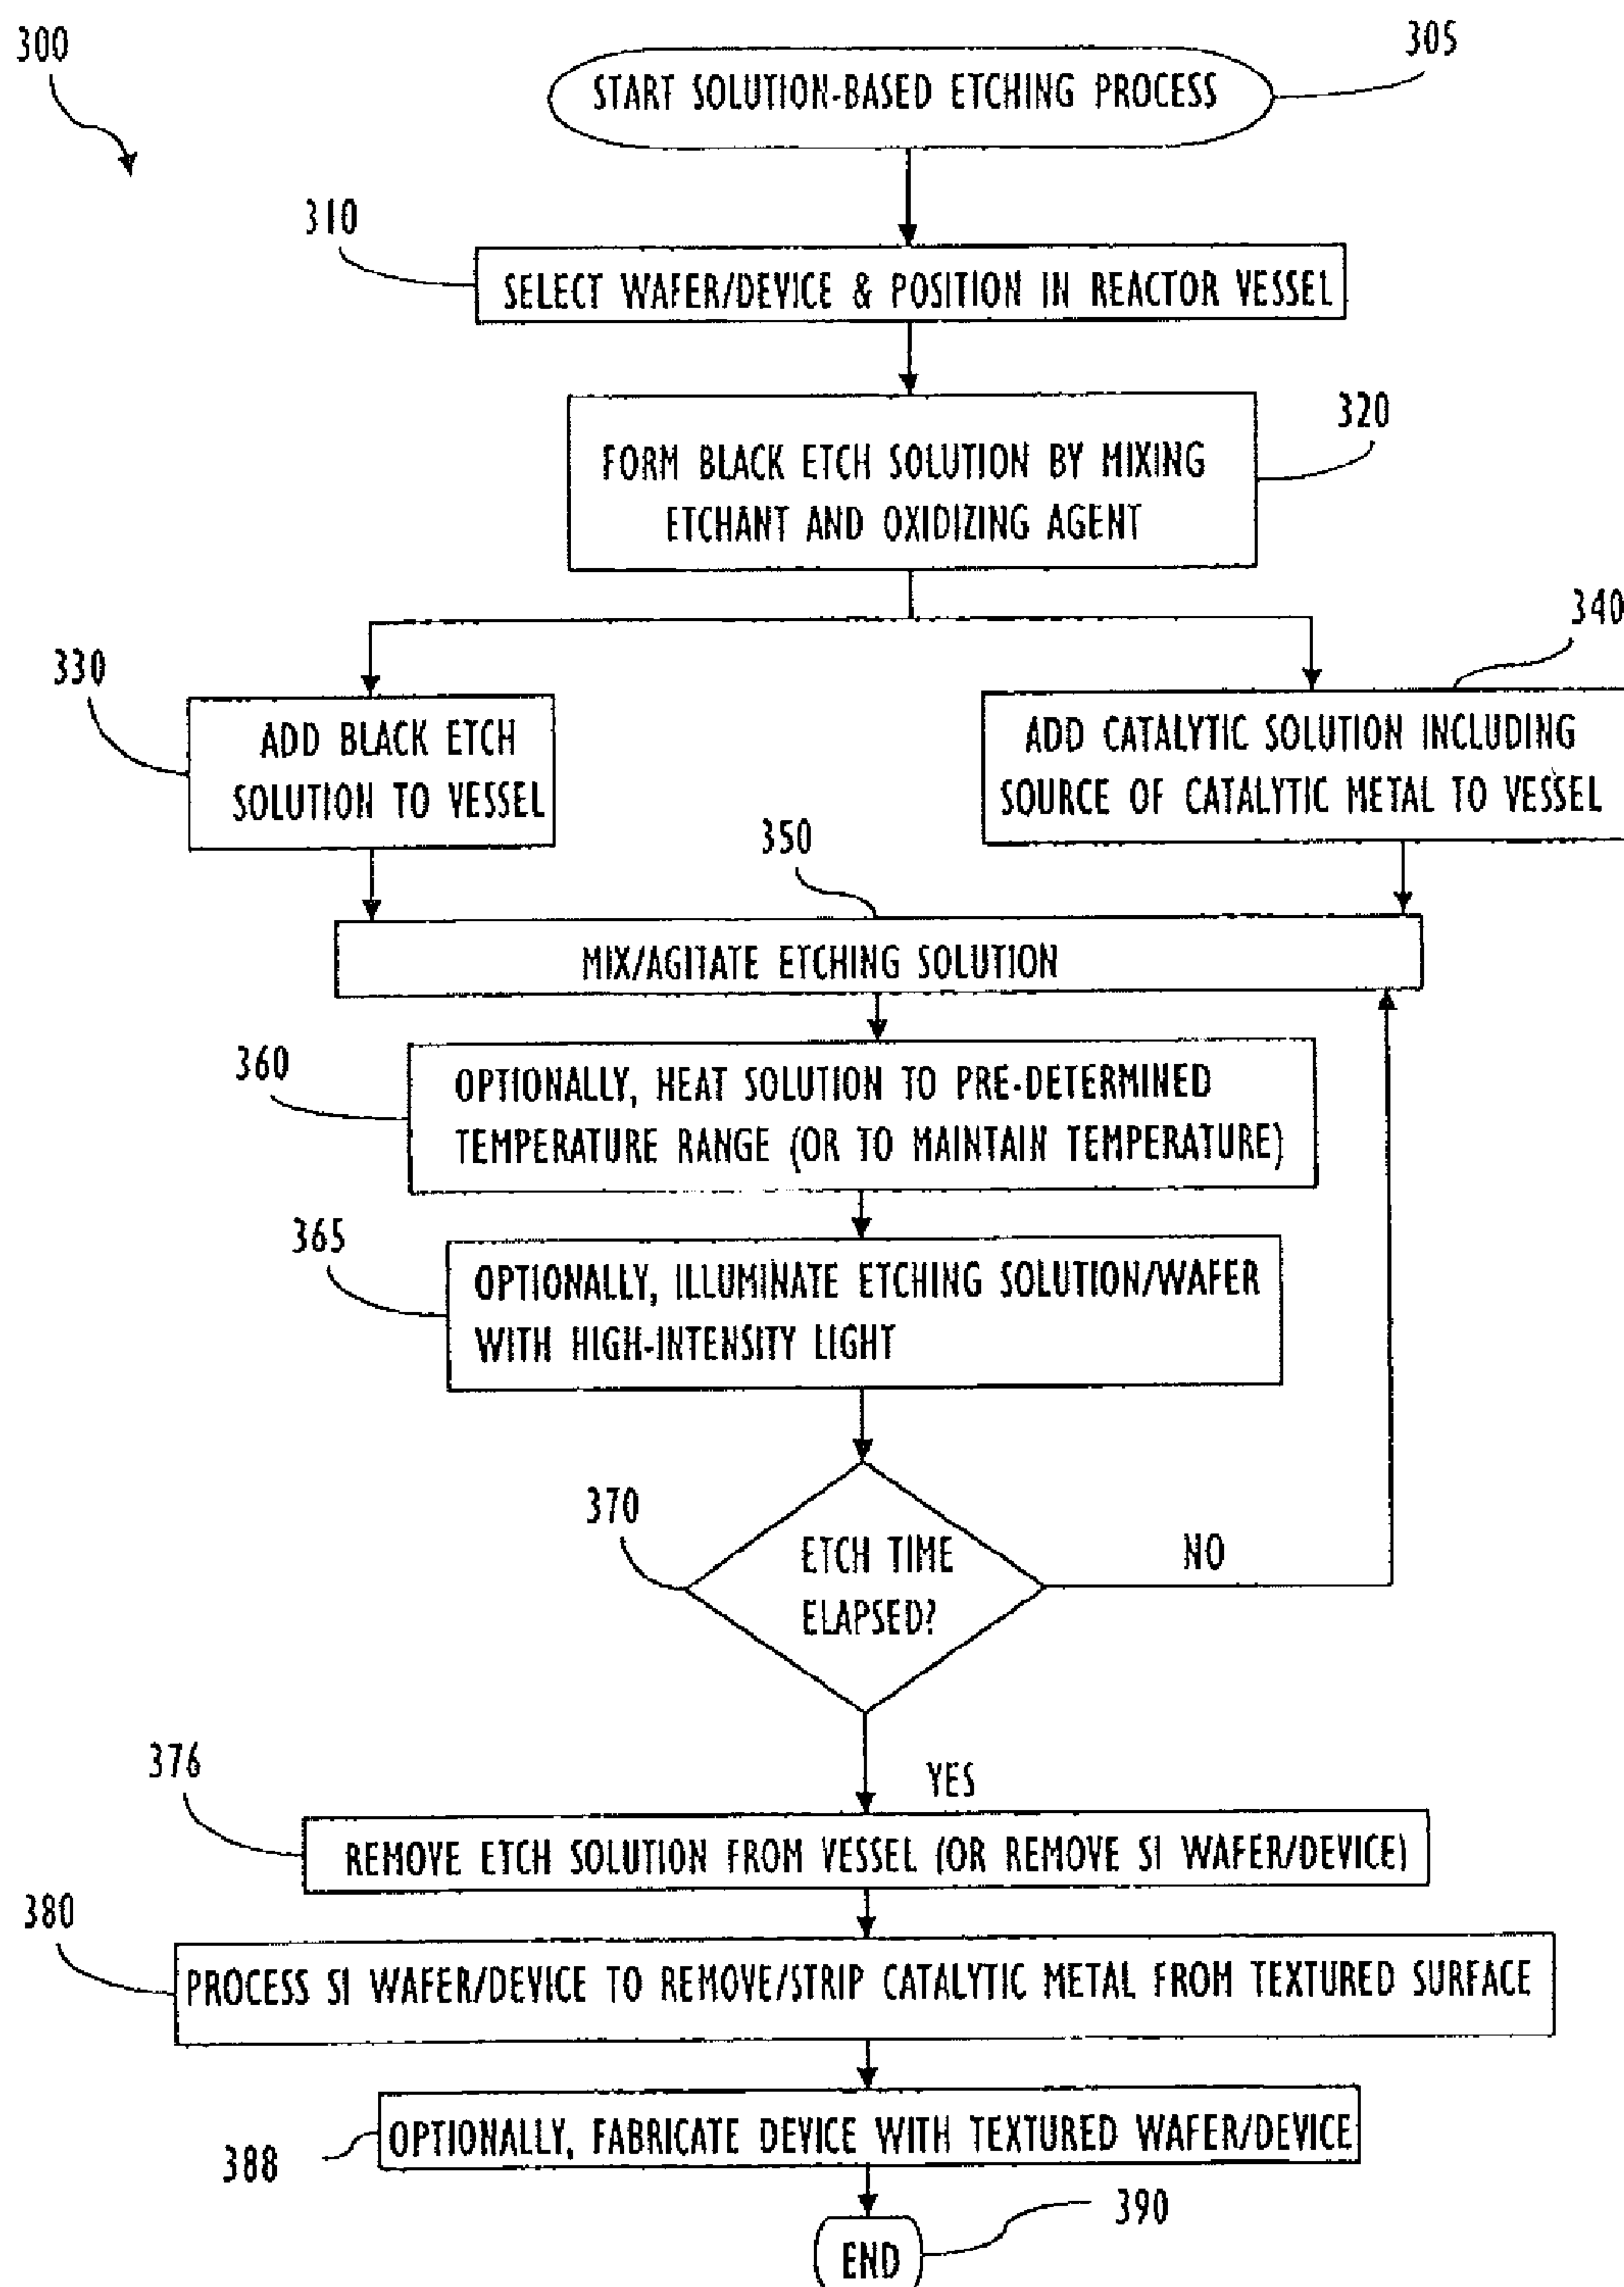 300
START SOLUTION-BASED ETCHING PROCESS
305
310
SELECT WAFER/DEVICE & POSITION IN REACTOR VESSEL
320
FORM BLACK ETCH SOLUTION BY MIXING
ETCHANT AND OXIDIZING AGENT
330
ADD BLACK ETCH
SOLUTION TO VESSEL
340
ADD CATALYTIC SOLUTION INCLUDING
SOURCE OF CATALYTIC METAL TO VESSEL
350
MIX/AGITATE ETCHING SOLUTION
360
OPTIONALLY, HEAT SOLUTION TO PRE-DETERMINED
TEMPERATURE RANGE (OR TO MAINTAIN TEMPERATURE)
365
OPTIONALLY, ILLUMINATE ETCHING SOLUTION/WAFER
WITH HIGH-INTENSITY LIGHT
370
ETCH TIME
ELAPSED?
NO
YES
376
REMOVE ETCH SOLUTION FROM VESSEL (OR REMOVE SI WAFER/DEVICE)
380
PROCESS SI WAFER/DEVICE TO REMOVE/STRIP CATALYTIC METAL FROM TEXTURED SURFACE
388
OPTIONALLY, FABRICATE DEVICE WITH TEXTURED WAFER/DEVICE
390
END